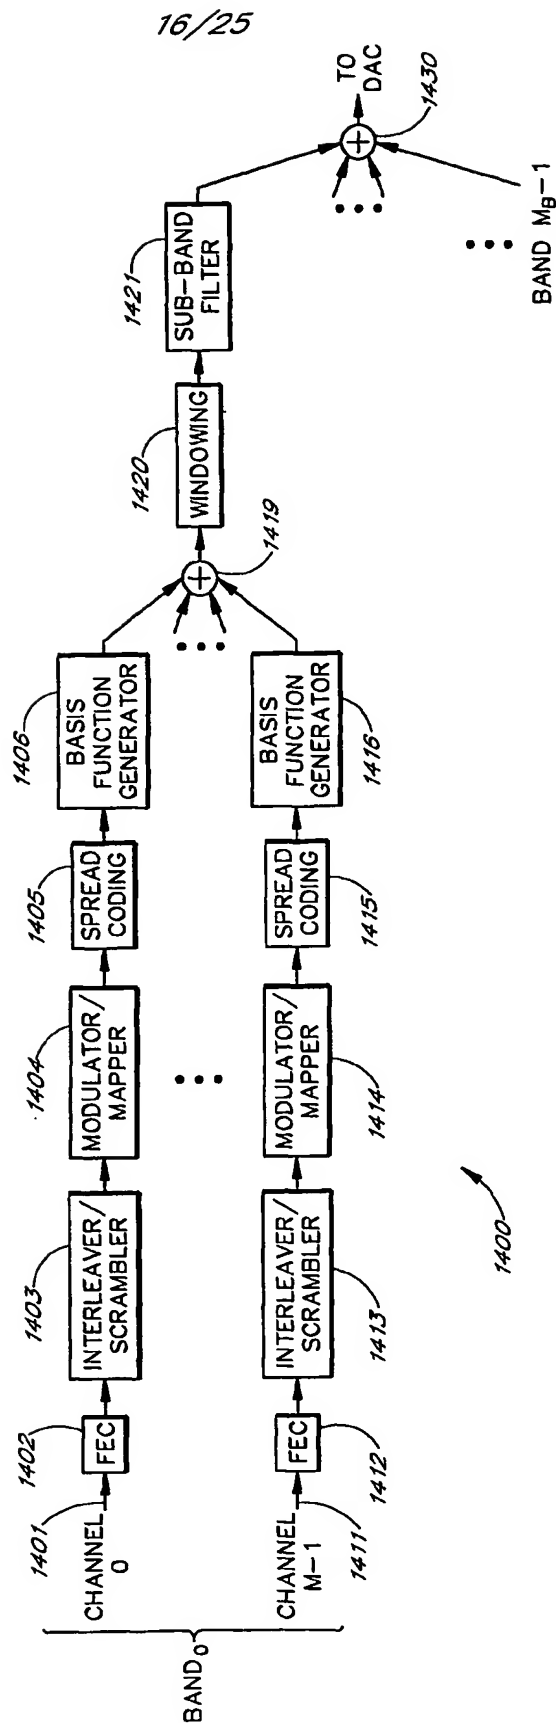 16/25
BAND0
CHANNEL
0
1401
FEC
1402
INTERLEAVER/
SCRAMBLER
1403
MODULATOR/
MAPPER
1404
SPREAD
CODING
1405
BASIS
FUNCTION
GENERATOR
1406
CHANNEL
M-1
1411
FEC
1412
INTERLEAVER/
SCRAMBLER
1413
MODULATOR/
MAPPER
1414
SPREAD
CODING
1415
BASIS
FUNCTION
GENERATOR
1416
+
1419
WINDOWING
1420
SUB-BAND
FILTER
1421
+
1430
TO
DAC
BAND MB-1
1400